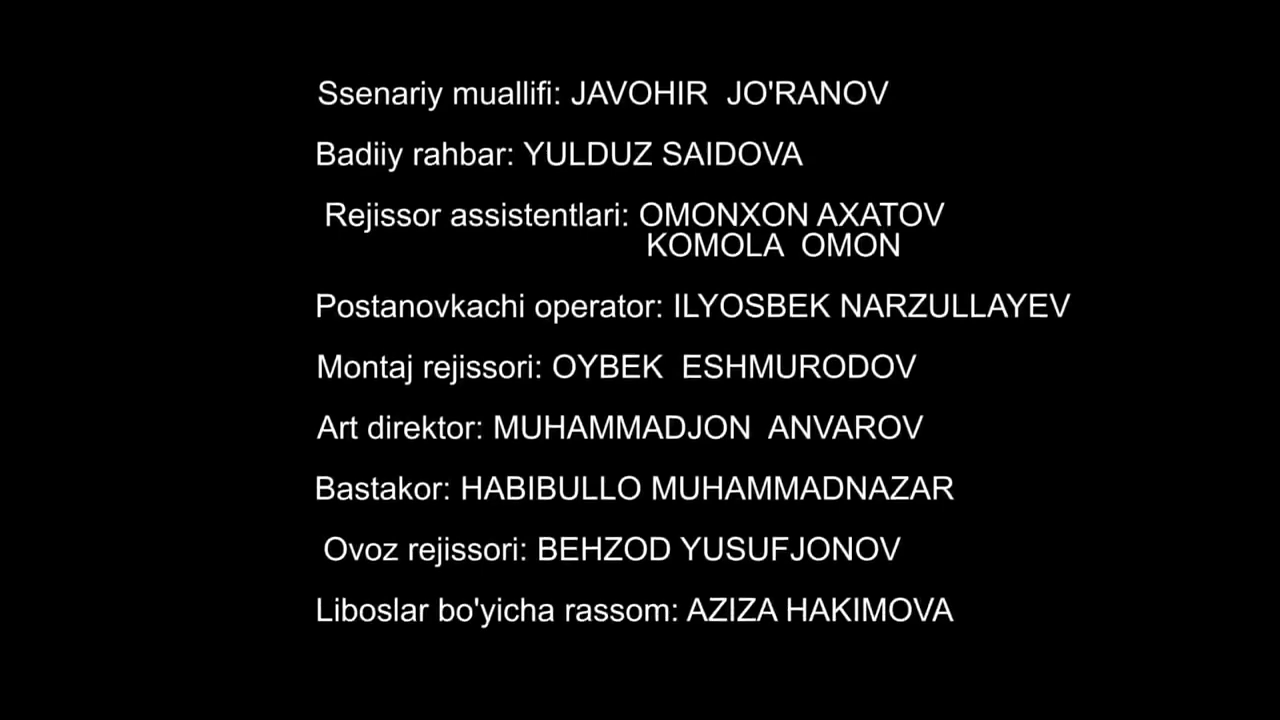 Ssenariy muallifi: JAVOHIR JO'RANOV
Badiiy rahbar: YULDUZ SAIDOVA
Rejissor assistentlari: OMONXON AXATOV
KOMOLA OMON
Postanovkachi operator: ILYOSBEK NARZULLAYEV
Montaj rejissori: OYBEK ESHMURODOV
Art direktor: MUHAMMADJON ANVAROV
Bastakor: HABIBULLO MUHAMMADNAZAR
Ovoz rejissori: BEHZOD YUSUFJONOV
Liboslar bo'yicha rassom: AZIZA HAKIMOVA